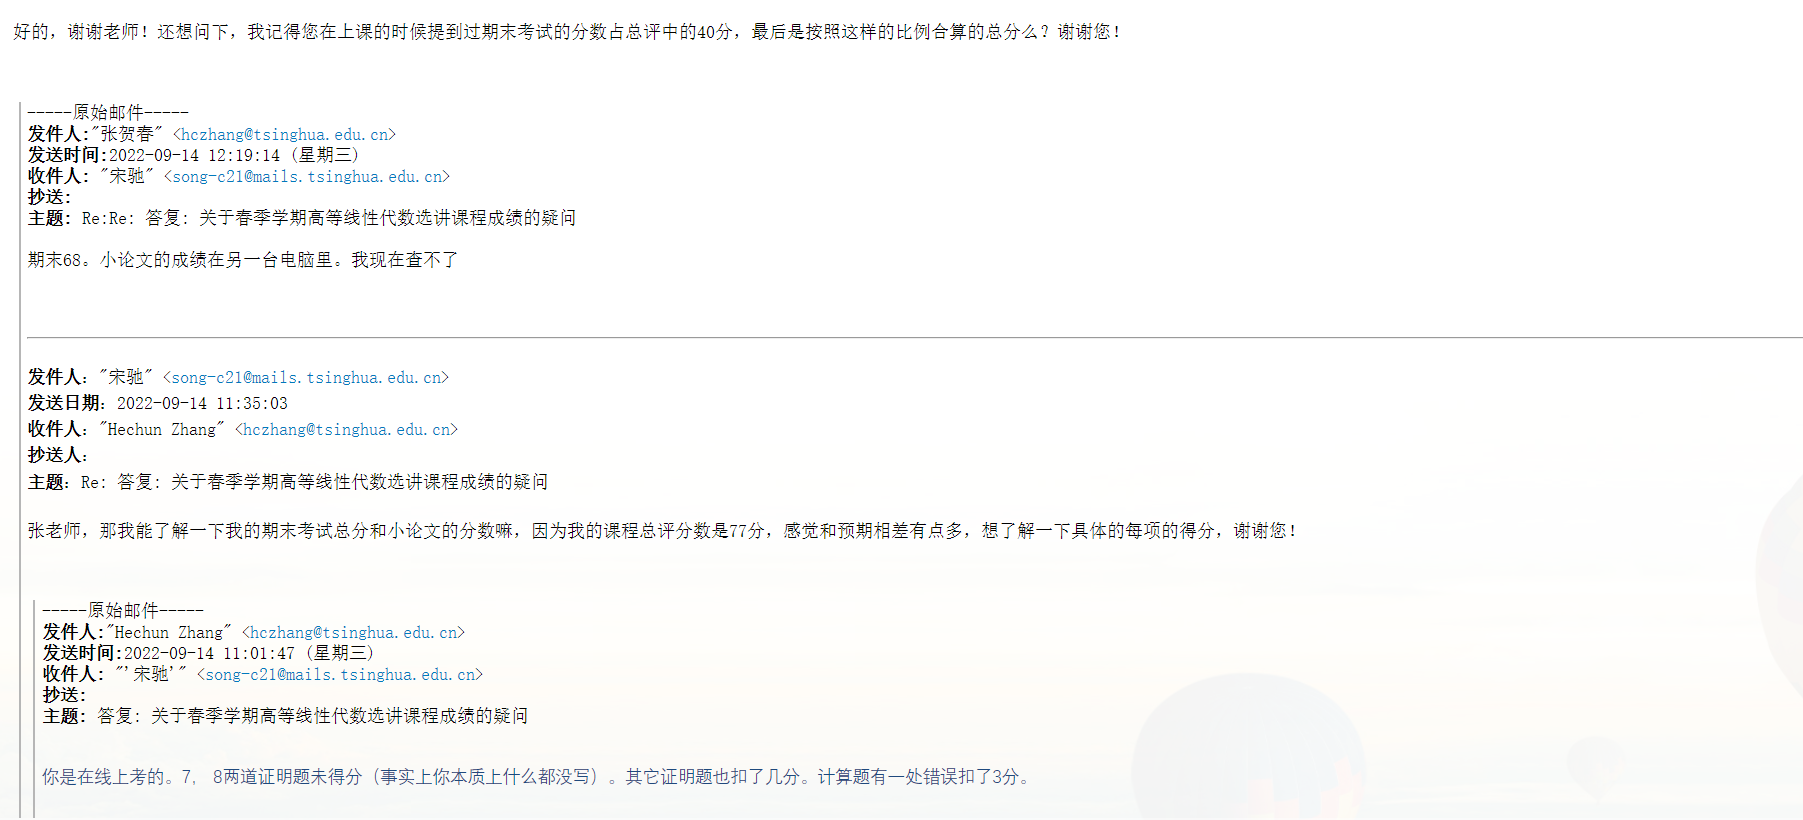 好的，谢谢老师！还想问下，我记得您在上课的时候提到过期末考试的分数占总评中的40分，最后是按照这样的比例合算的总分么？谢谢您！
-----原始邮件-----
发件人:"张贺春" <hczhang@tsinghua.edu.cn>
发送时间:2022-09-14 12:19:14 (星期三)
收件人: "宋驰" <song-c21@mails.tsinghua.edu.cn>
抄送:
主题: Re:Re: 答复: 关于春季学期高等线性代数选讲课程成绩的疑问
期末68。小论文的成绩在另一台电脑里。我现在查不了
发件人："宋驰" <song-c21@mails.tsinghua.edu.cn>
发送日期：2022-09-14 11:35:03
收件人："Hechun Zhang" <hczhang@tsinghua.edu.cn>
抄送人：
主题：Re: 答复: 关于春季学期高等线性代数选讲课程成绩的疑问
张老师，那我能了解一下我的期末考试总分和小论文的分数嘛，因为我的课程总评分数是77分，感觉和预期相差有点多，想了解一下具体的每项的得分，谢谢您！
-----原始邮件-----
发件人:"Hechun Zhang" <hczhang@tsinghua.edu.cn>
发送时间:2022-09-14 11:01:47 (星期三)
收件人: "'宋驰'" <song-c21@mails.tsinghua.edu.cn>
抄送:
主题: 答复: 关于春季学期高等线性代数选讲课程成绩的疑问
你是在线上考的。7, 8两道证明题未得分（事实上你本质上什么都没写）。其它证明题也扣了几分。计算题有一处错误扣了3分。